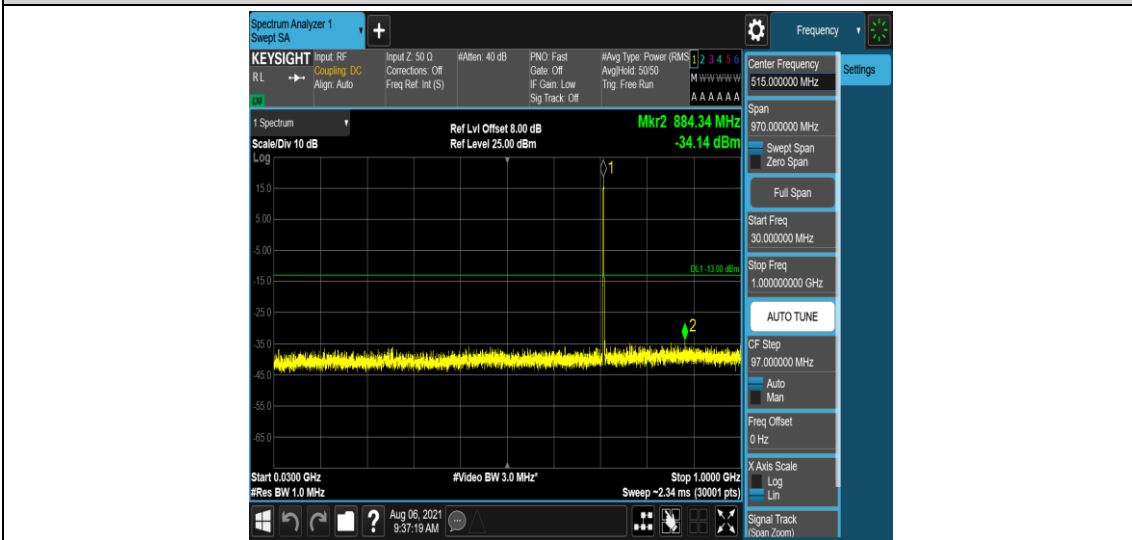 Spectrum Analyzer 1
Swept SA
+
Frequency
KEYSIGHT
RL
LXI
Input: RF
Coupling: DC
Align: Auto
Input Z: 50 Ω
Corrections: Off
Freq Ref: Int (S)
#Atten: 40 dB
PNO: Fast
Gate: Off
IF Gain: Low
Sig Track: Off
#Avg Type: Power (RMS
Avg|Hold: 50/50
Trig: Free Run
1 2 3 4 5 6
M W W W W W
A A A A A A
1 Spectrum
Scale/Div 10 dB
Log
Ref Lvl Offset 8.00 dB
Ref Level 25.00 dBm
Mkr2 884.34 MHz
-34.14 dBm
1
15.0
5.00
-5.00
DL1 -13.00 dBm
-15.0
-25.0
2
-35.0
-45.0
-55.0
-65.0
Start 0.0300 GHz
#Res BW 1.0 MHz
#Video BW 3.0 MHz*
Stop 1.0000 GHz
Sweep ~2.34 ms (30001 pts)
?
Aug 06, 2021
9:37:19 AM
Center Frequency
515.000000 MHz
Settings
Span
970.000000 MHz
Swept Span
Zero Span
Full Span
Start Freq
30.000000 MHz
Stop Freq
1.000000000 GHz
AUTO TUNE
CF Step
97.000000 MHz
Auto
Man
Freq Offset
0 Hz
X Axis Scale
Log
Lin
Signal Track
(Span Zoom)